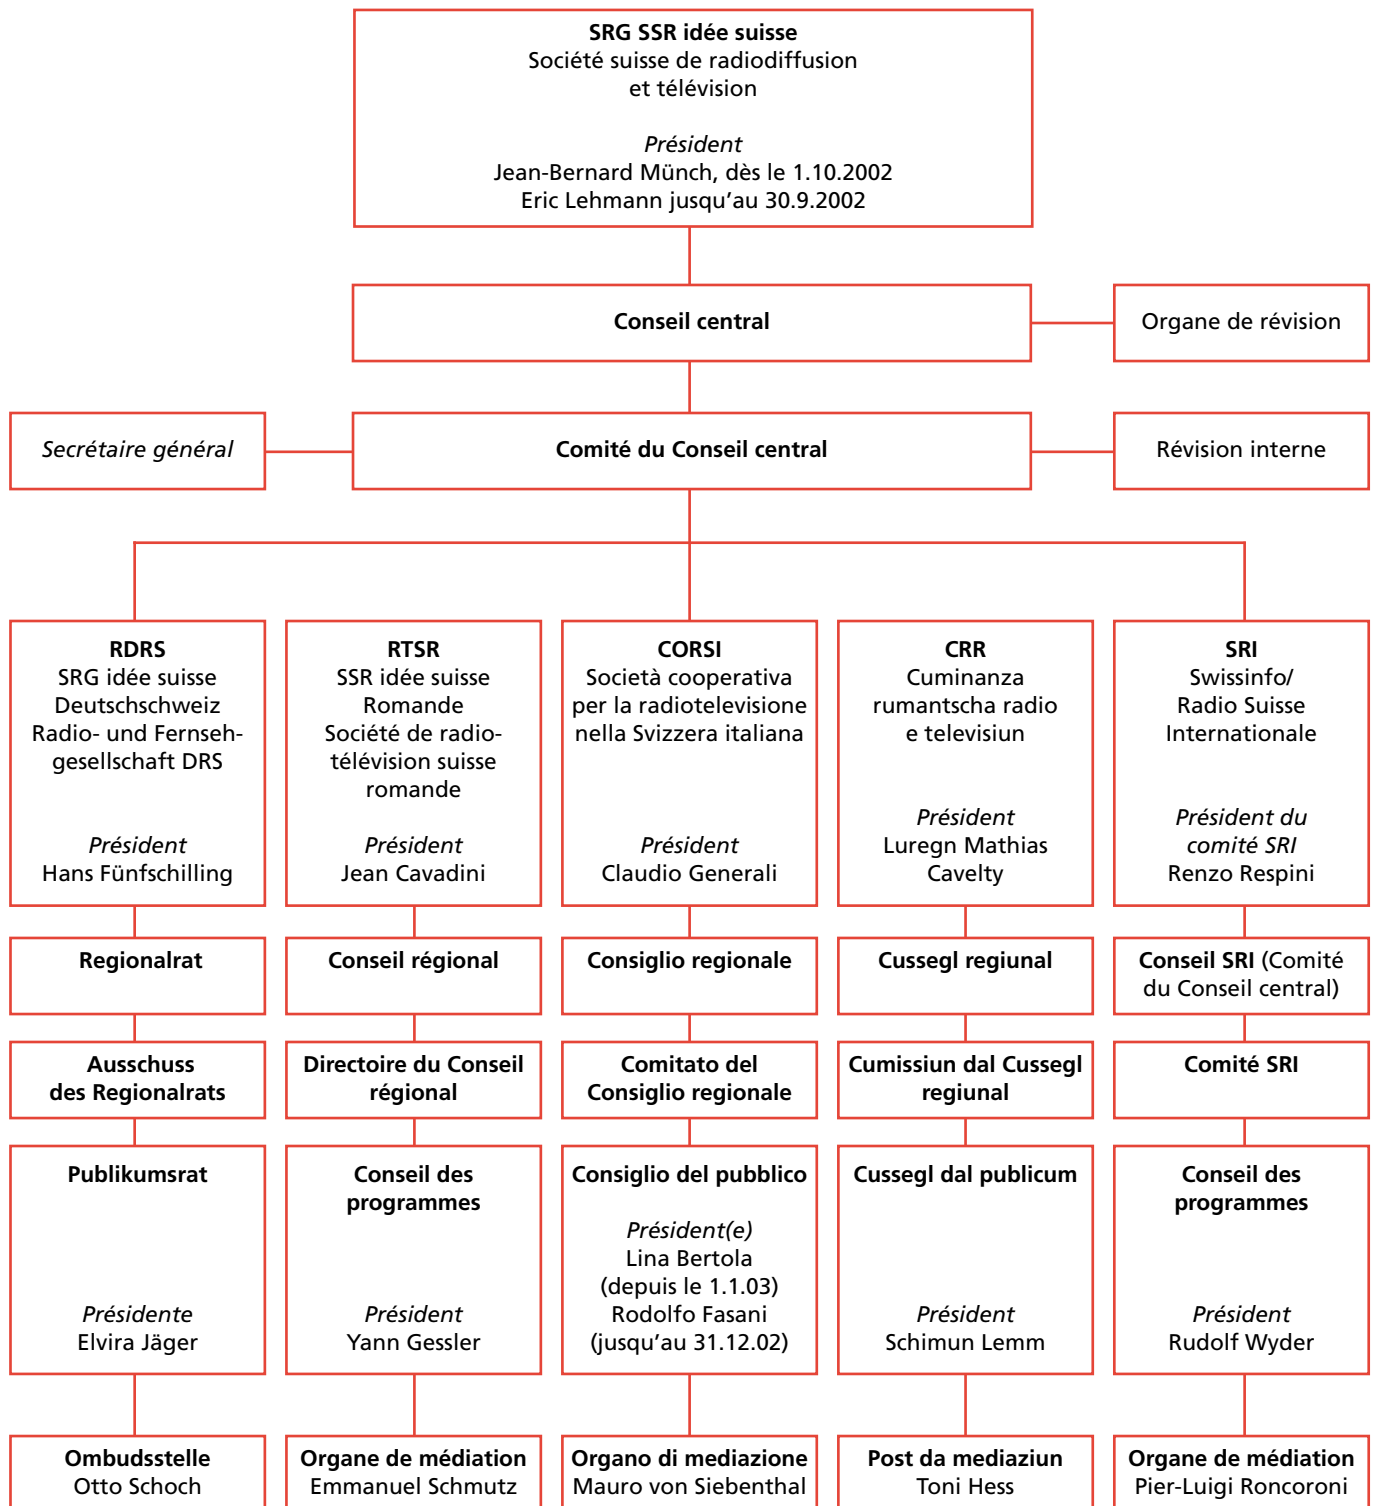 SRG SSR idée suisse
Société suisse de radiodiffusion
et télévision
Président
Jean-Bernard Münch, dès le 1.10.2002
Eric Lehmann jusqu’au 30.9.2002
Conseil central
Organe de révision
Secrétaire général
Comité du Conseil central
Révision interne
RDRS
SRG idée suisse
Deutschschweiz
Radio- und Fernseh-
gesellschaft DRS
Président
Hans Fünfschilling
RTSR
SSR idée suisse
Romande
Société de radio-
télévision suisse
romande
Président
Jean Cavadini
CORSI
Società cooperativa
per la radiotelevisione
nella Svizzera italiana
Président
Claudio Generali
CRR
Cuminanza
rumantscha radio
e televisiun
Président
Luregn Mathias
Cavelty
SRI
Swissinfo/
Radio Suisse
Internationale
Président du
comité SRI
Renzo Respini
Regionalrat
Conseil régional
Consiglio regionale
Cussegl regiunal
Conseil SRI (Comité
du Conseil central)
Ausschuss
des Regionalrats
Directoire du Conseil
régional
Comitato del
Consiglio regionale
Cumissiun dal Cussegl
regiunal
Comité SRI
Publikumsrat
Présidente
Elvira Jäger
Conseil des
programmes
Président
Yann Gessler
Consiglio del pubblico
Président(e)
Lina Bertola
(depuis le 1.1.03)
Rodolfo Fasani
(jusqu’au 31.12.02)
Cussegl dal publicum
Président
Schimun Lemm
Conseil des
programmes
Président
Rudolf Wyder
Ombudsstelle
Otto Schoch
Organe de médiation
Emmanuel Schmutz
Organo di mediazione
Mauro von Siebenthal
Post da mediaziun
Toni Hess
Organe de médiation
Pier-Luigi Roncoroni